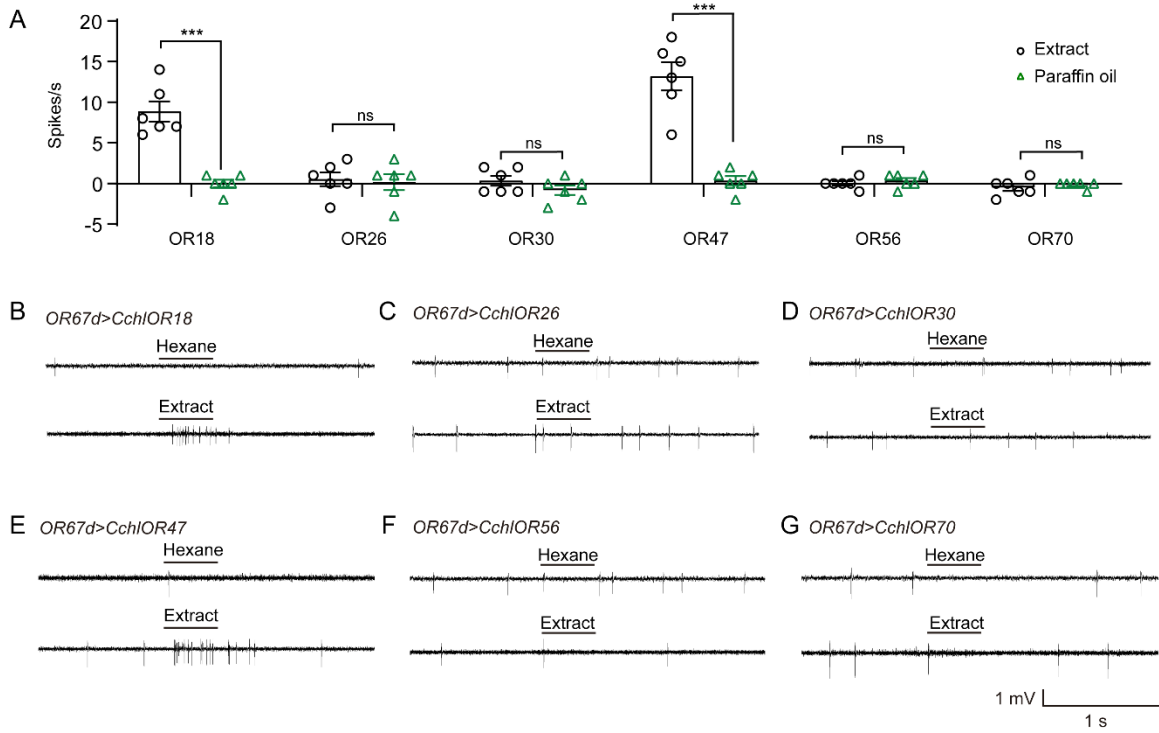 A
20
15
10
5
0
-5
Spikes/s
***
ns
ns
***
ns
ns
Extract
Paraffin oil
OR18 OR26 OR30 OR47 OR56 OR70
B OR67d>CchlOR18
Hexane
Extract
C OR67d>CchlOR26
Hexane
Extract
D OR67d>CchlOR30
Hexane
Extract
E OR67d>CchlOR47
Hexane
Extract
F OR67d>CchlOR56
Hexane
Extract
G OR67d>CchlOR70
Hexane
Extract
1 mV
1 s